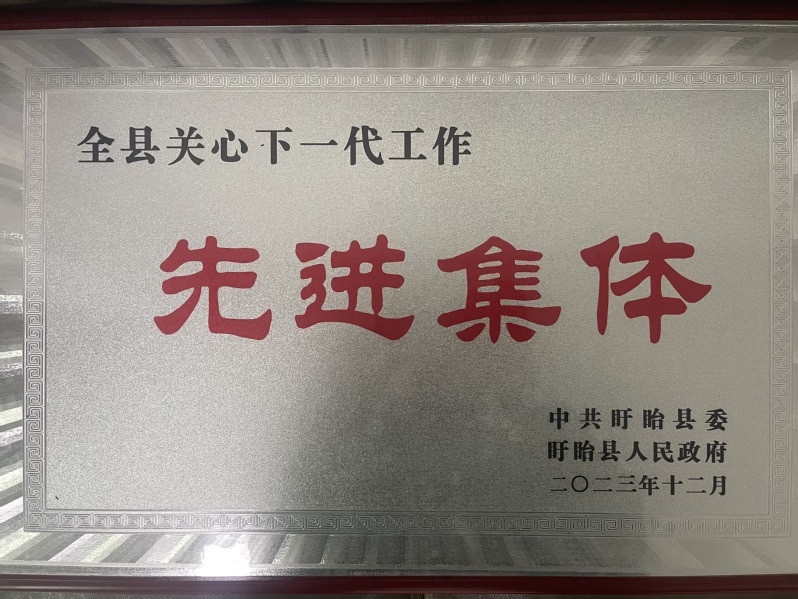 全县关心下一代工作
先进集体
中共盱眙县委
盱眙县人民政府
二〇二三年十二月